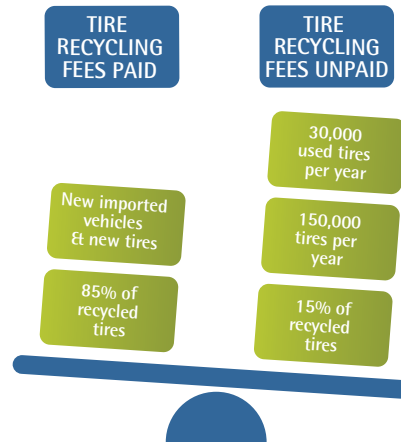 TIRE
RECYCLING
FEES PAID
TIRE
RECYCLING
FEES UNPAID
30,000
used tires
per year
New imported
vehicles
& new tires
150,000
tires per
year
85% of
recycled
tires
15% of
recycled
tires